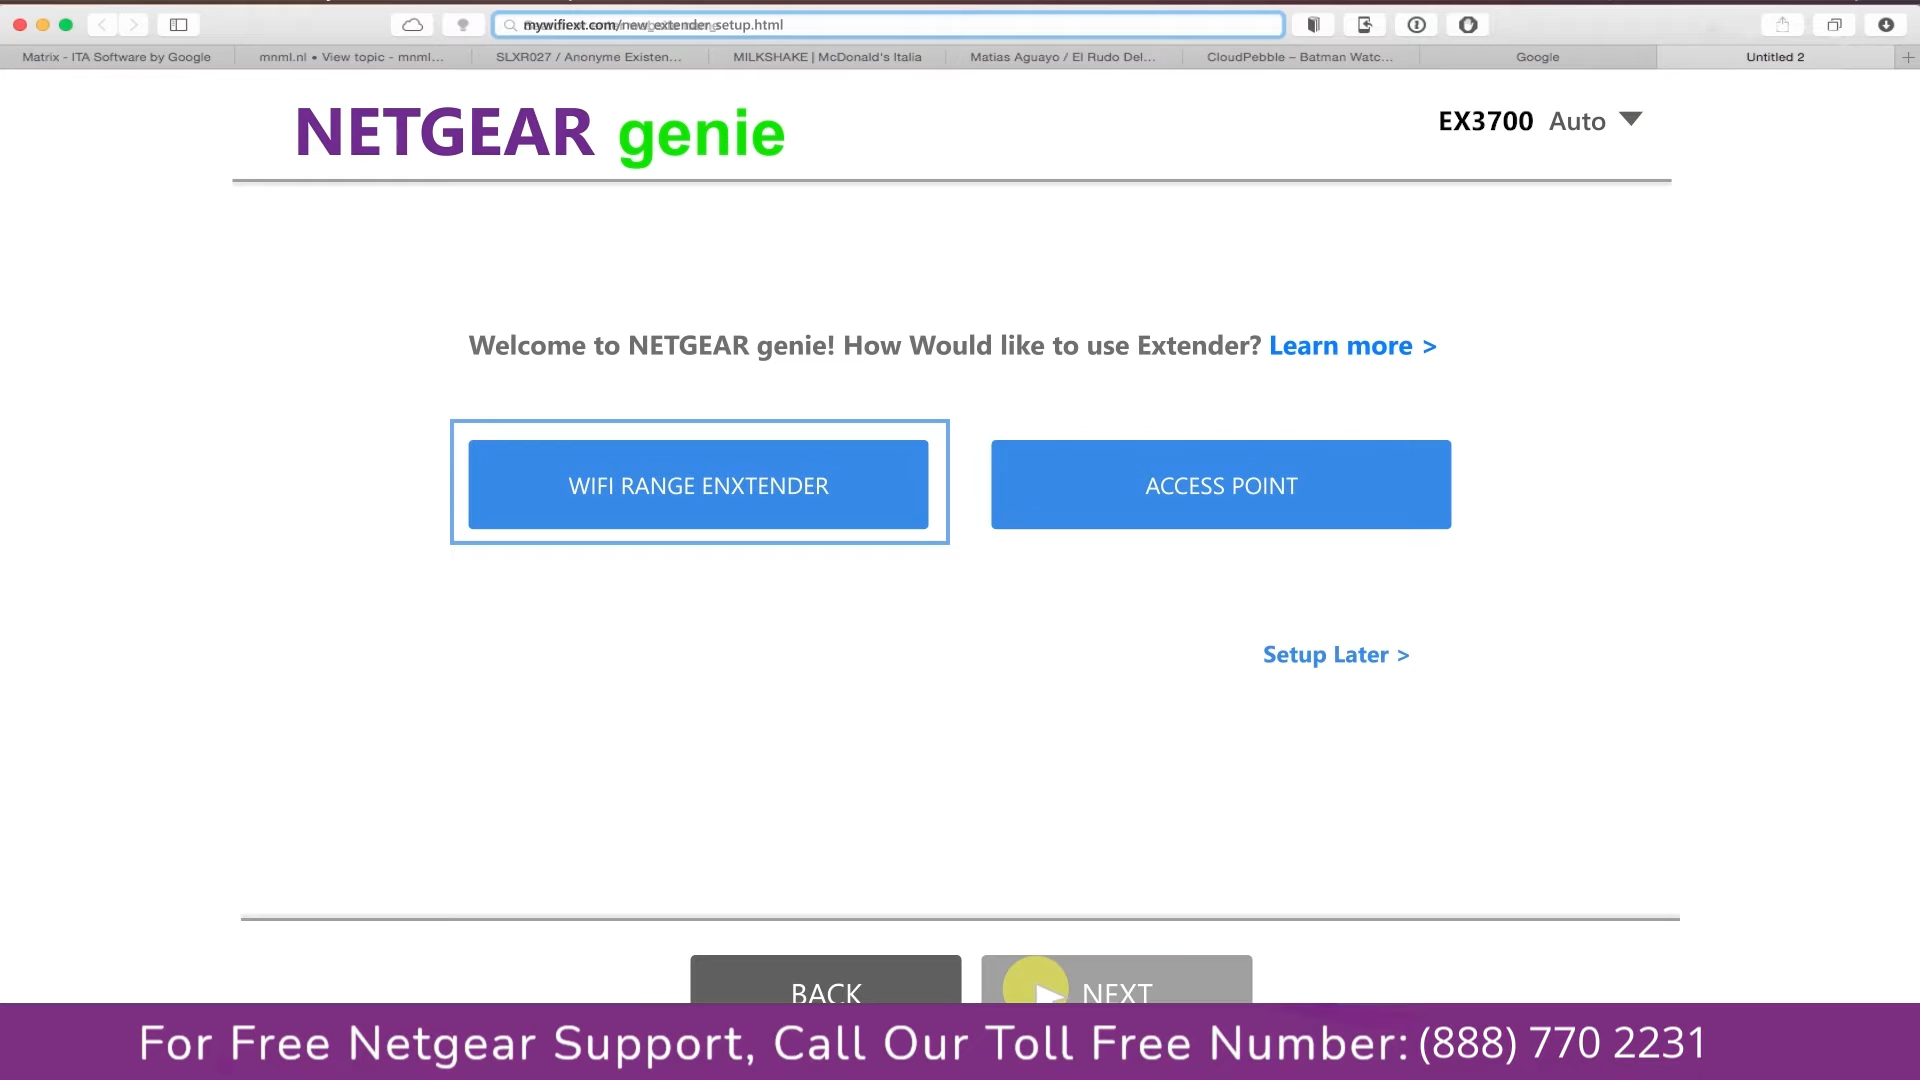 mywifiext.com/new_extender_setup.html
Matrix - ITA Software by Google
mnml.nl • View topic - mnml...
SLXR027 / Anonyme Existen...
MILKSHAKE | McDonald's Italia
Matias Aguayo / El Rudo Del...
CloudPebble – Batman Watc...
Google
Untitled 2
NETGEAR genie
EX3700 Auto
Welcome to NETGEAR genie! How Would like to use Extender? Learn more >
WIFI RANGE ENXTENDER
ACCESS POINT
Setup Later >
BACK
NEXT
For Free Netgear Support, Call Our Toll Free Number: (888) 770 2231